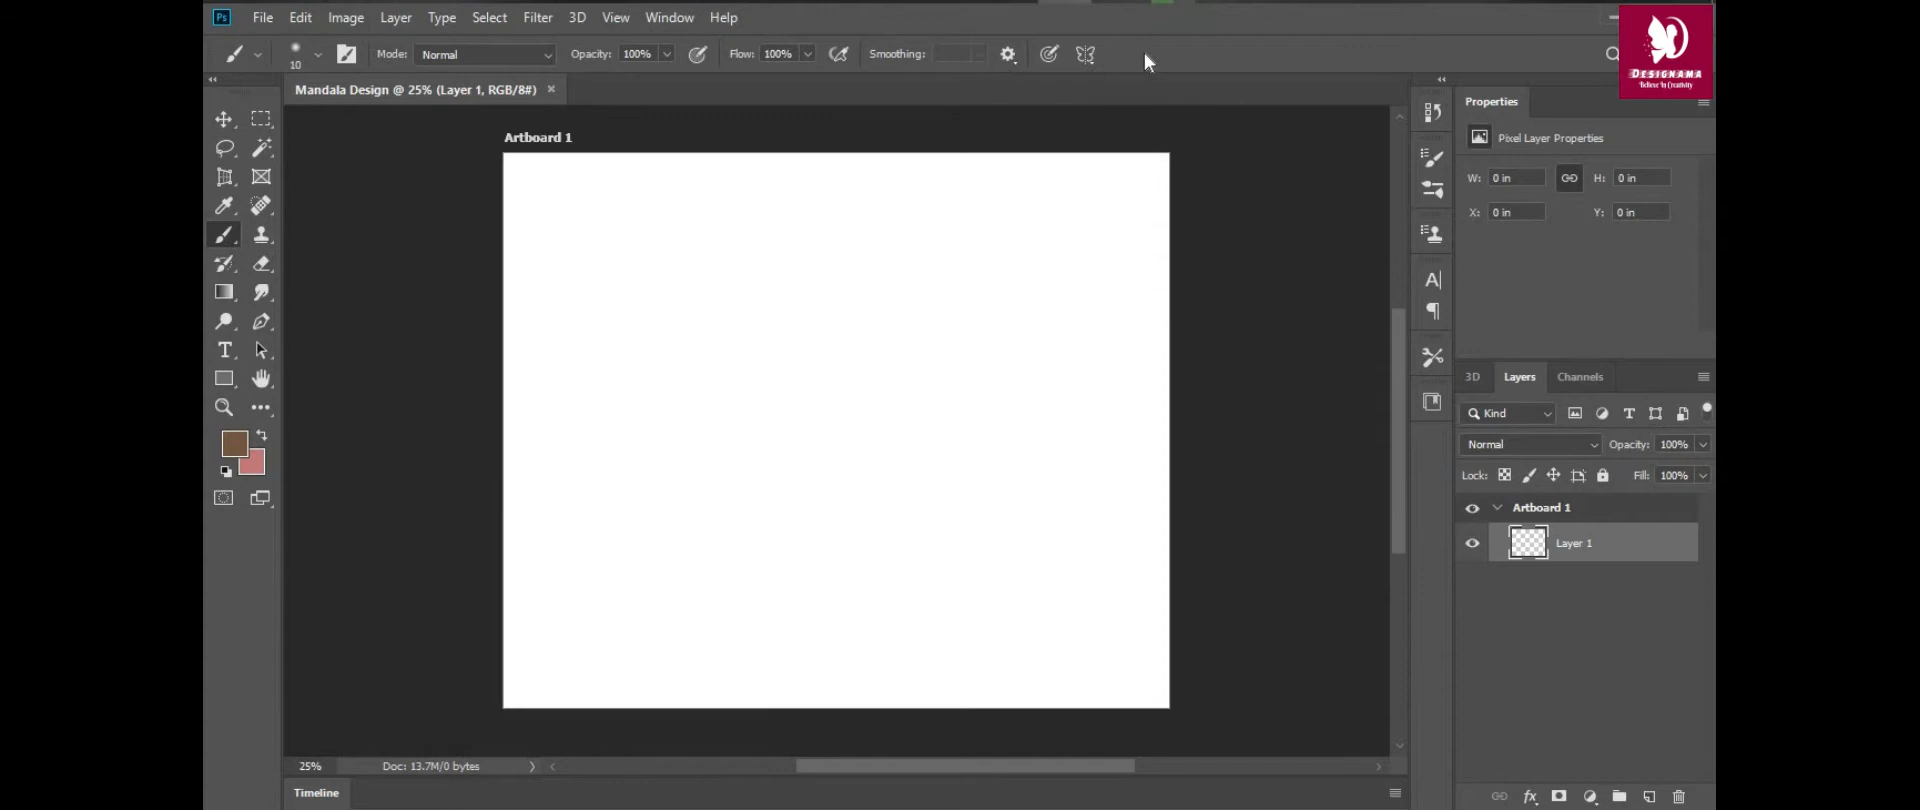 Ps File Edit Image Layer Type Select Filter 3D View Window Help
10 Mode: Normal Opacity: 100% Flow: 100% Smoothing:
DESIGNAMA
Believe In Creativity
Mandala Design @ 25% (Layer 1, RGB/8#)
Artboard 1
Properties
Pixel Layer Properties
W: 0 in H: 0 in
X: 0 in Y: 0 in
3D Layers Channels
Kind
Normal Opacity: 100%
Lock: Fill: 100%
Artboard 1
Layer 1
25% Doc: 13.7M/0 bytes
Timeline